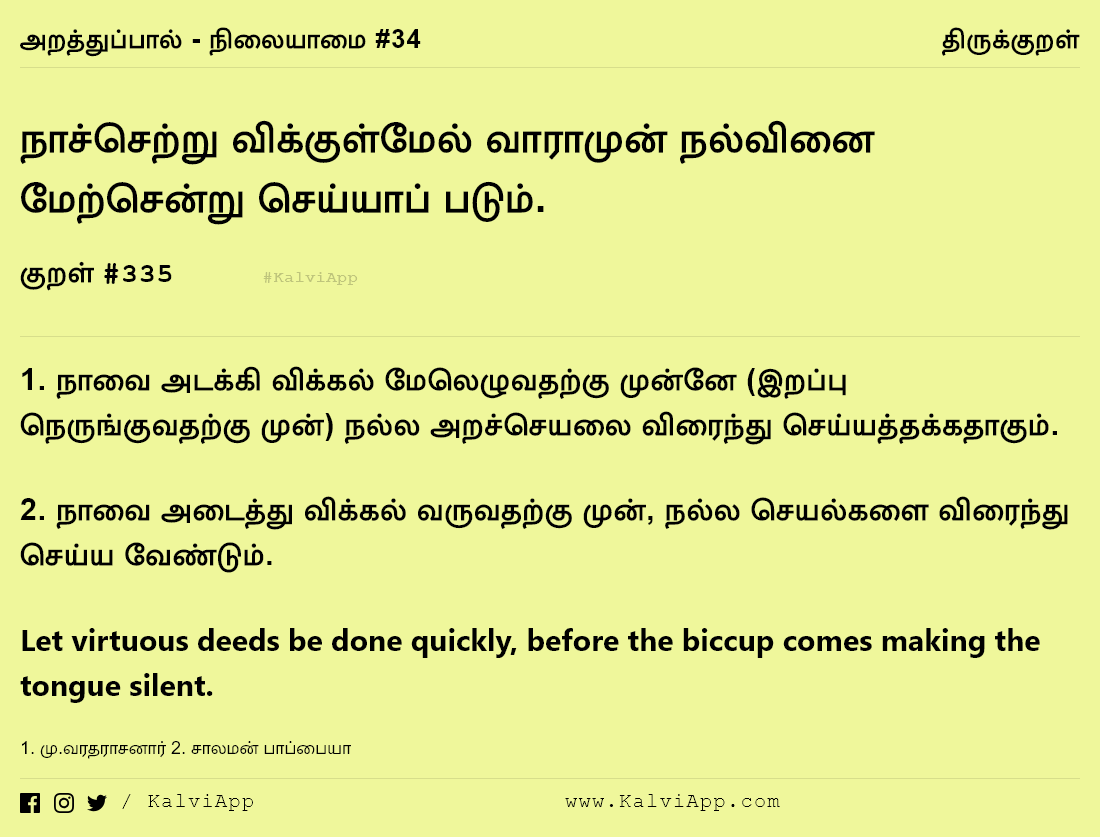 அறத்துப்பால் - நிலையாமை #34
திருக்குறள்
நாச்செற்று விக்குள்மேல் வாராமுன் நல்வினை
மேற்சென்று செய்யாப் படும்.
குறள் #335
#KalviApp
1. நாவை அடக்கி விக்கல் மேலெழுவதற்கு முன்னே (இறப்பு
நெருங்குவதற்கு முன்) நல்ல அறச்செயலை விரைந்து செய்யத்தக்கதாகும்.
2. நாவை அடைத்து விக்கல் வருவதற்கு முன், நல்ல செயல்களை விரைந்து
செய்ய வேண்டும்.
Let virtuous deeds be done quickly, before the biccup comes making the
tongue silent.
1. மு.வரதராசனார் 2. சாலமன் பாப்பையா
/ KalviApp
www.KalviApp.com